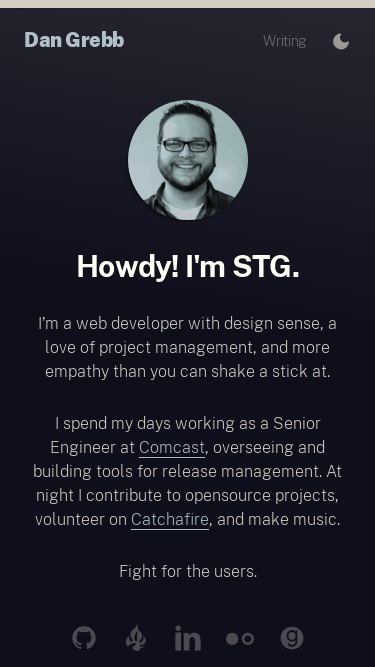 Dan Grebb
Writing
Howdy! I'm STG.
I'm a web developer with design sense, a
love of project management, and more
empathy than you can shake a stick at.
I spend my days working as a Senior
Engineer at Comcast, overseeing and
building tools for release management. At
night I contribute to opensource projects,
volunteer on Catchafire, and make music.
Fight for the users.